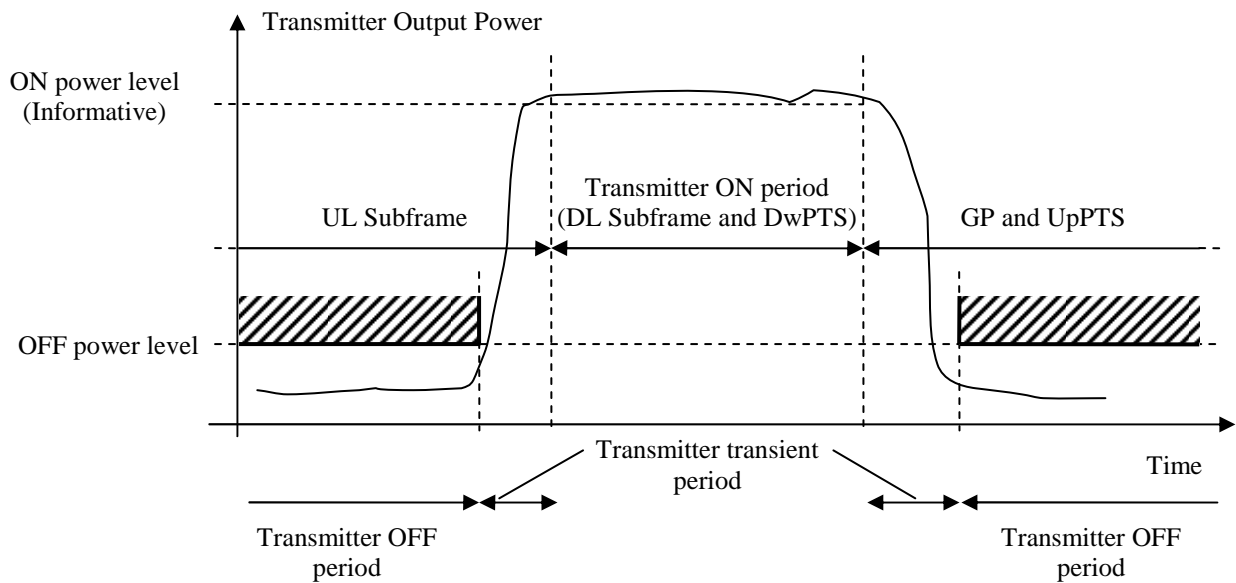 Transmitter Output Power
ON power level
(Informative)
Transmitter ON period
(DL Subframe and DwPTS)
UL Subframe
GP and UpPTS
OFF power level
Transmitter transient
period
Time
Transmitter OFF
period
Transmitter OFF
period